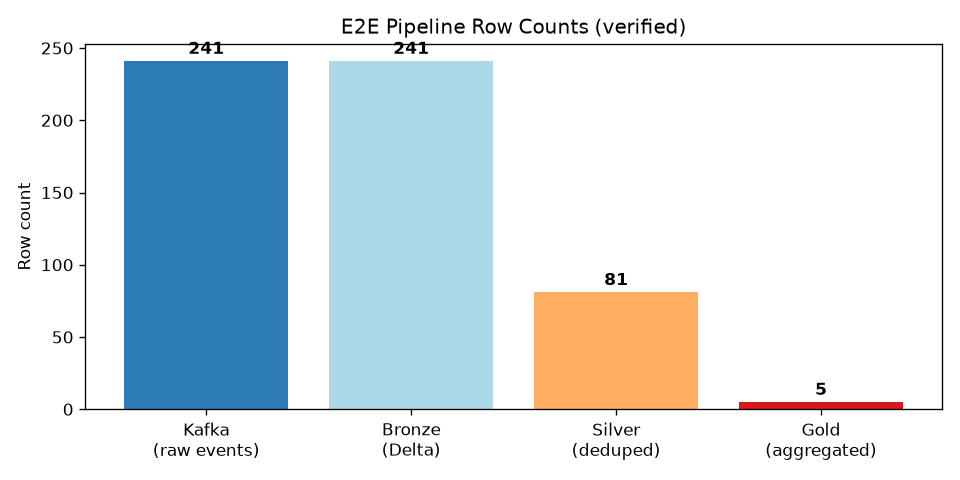 E2E Pipeline Row Counts (verified)
Row count
250
200
150
100
50
0
241
241
81
5
Kafka
(raw events)
Bronze
(Delta)
Silver
(deduped)
Gold
(aggregated)